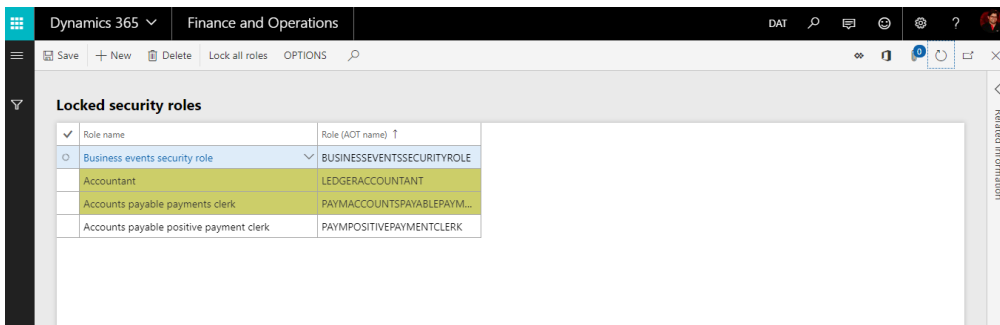 Dynamics 365 Finance and Operations DAT ?
Save + New Delete Lock all roles OPTIONS 0
Locked security roles
Role name Role (AOT name) ↑
Business events security role BUSINESSEVENTSSECURITYROLE
Accountant LEDGERACCOUNTANT
Accounts payable payments clerk PAYMACCOUNTSPAYABLEPAYM...
Accounts payable positive payment clerk PAYMPOSITIVEPAYMENTCLERK
Related information